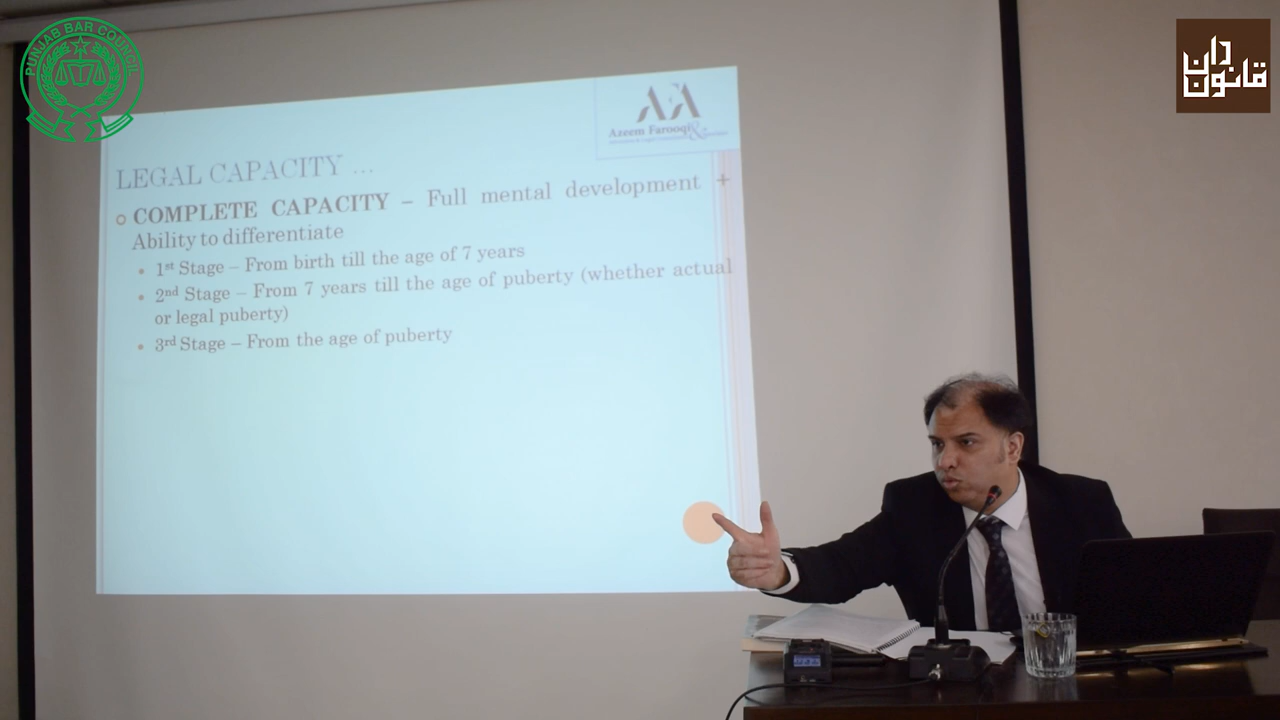 PUNJAB BAR COUNCIL
قانون دان
AFA
Azeem Farooqi &
LEGAL CAPACITY ...
COMPLETE CAPACITY – Full mental development +
Ability to differentiate
1st Stage – From birth till the age of 7 years
2nd Stage – From 7 years till the age of puberty (whether actual
or legal puberty)
3rd Stage – From the age of puberty